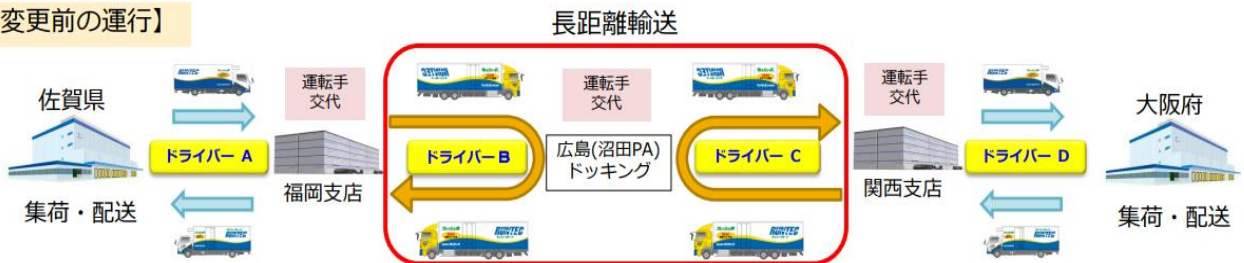 変更前の運行】
長距離輸送
佐賀県
集荷・配送
RUNTEC
ドライバー A
運転手
交代
福岡支店
ドライバー B
RUNTEC
運転手
交代
広島(沼田PA)
ドッキング
ドライバー C
RUNTEC
運転手
交代
関西支店
ドライバー D
大阪府
集荷・配送